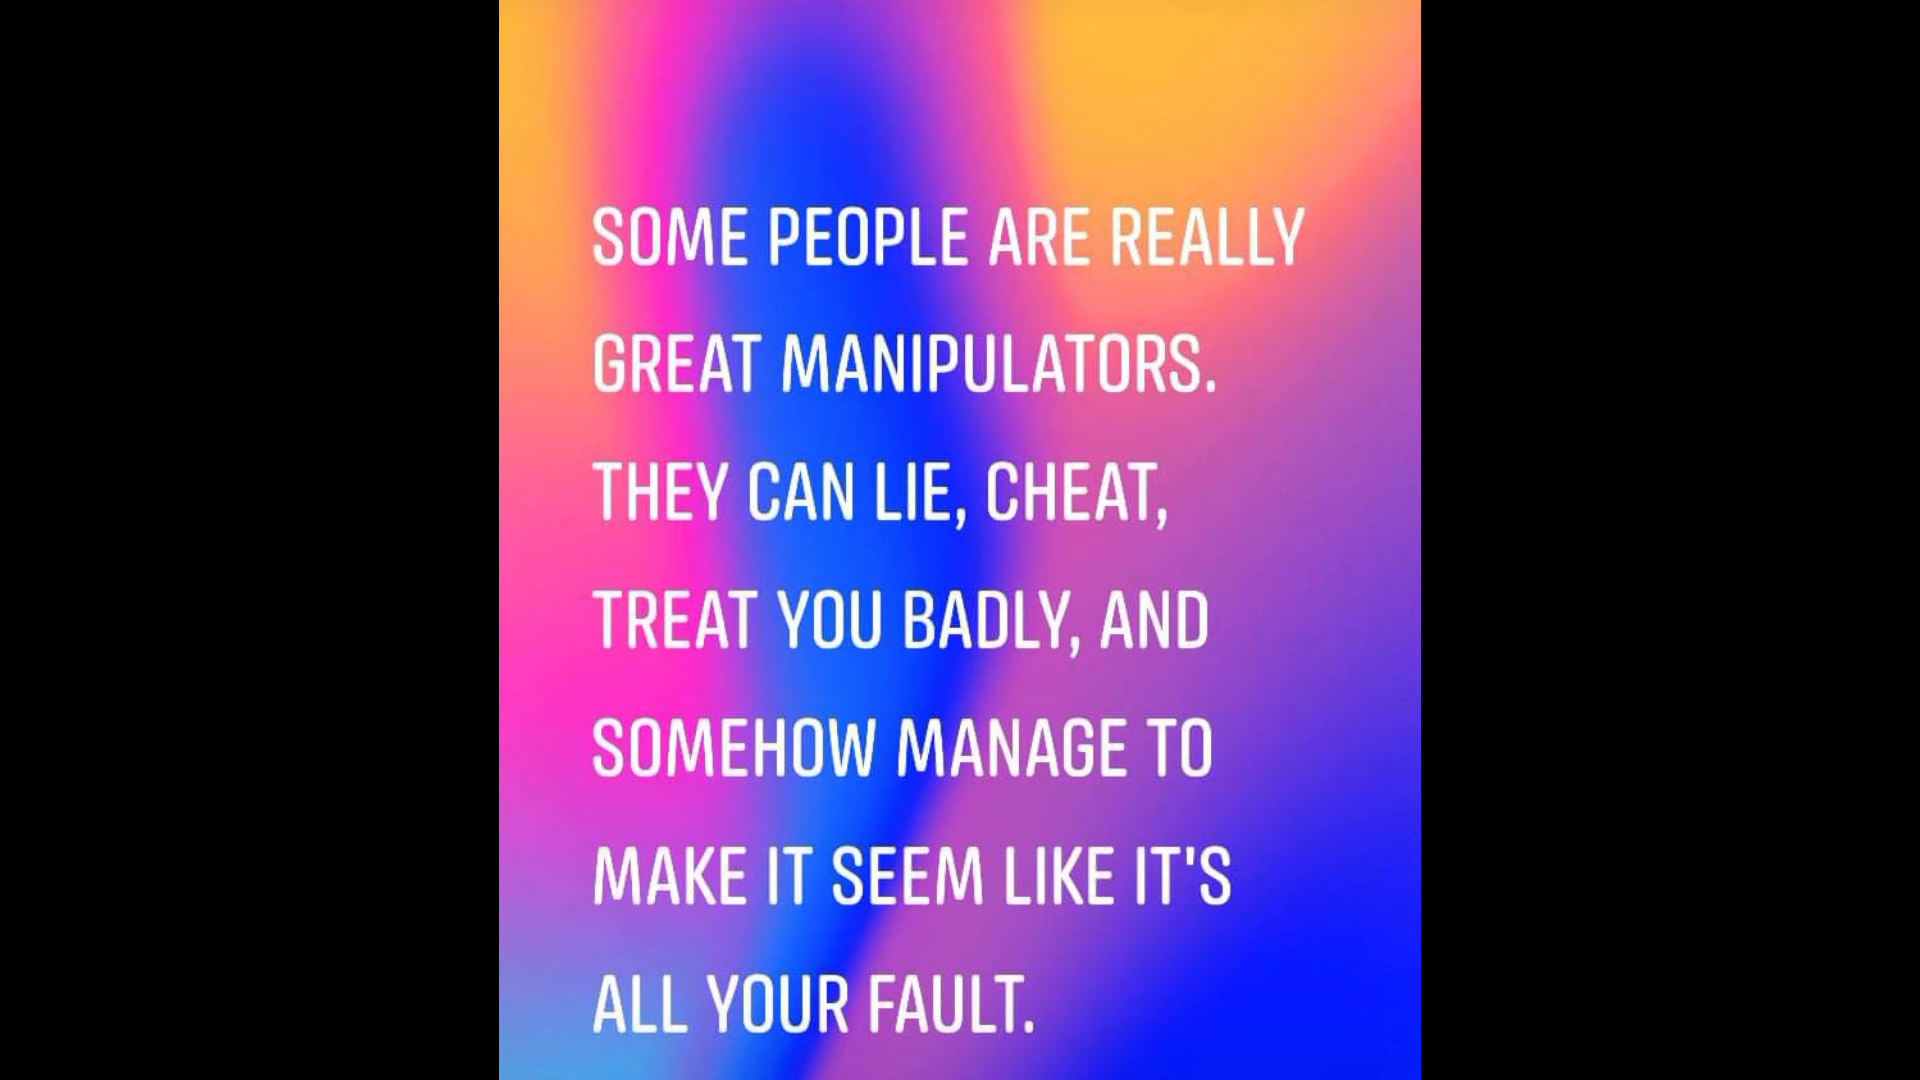 SOME PEOPLE ARE REALLY
GREAT MANIPULATORS.
THEY CAN LIE, CHEAT,
TREAT YOU BADLY, AND
SOMEHOW MANAGE TO
MAKE IT SEEM LIKE IT'S
ALL YOUR FAULT.